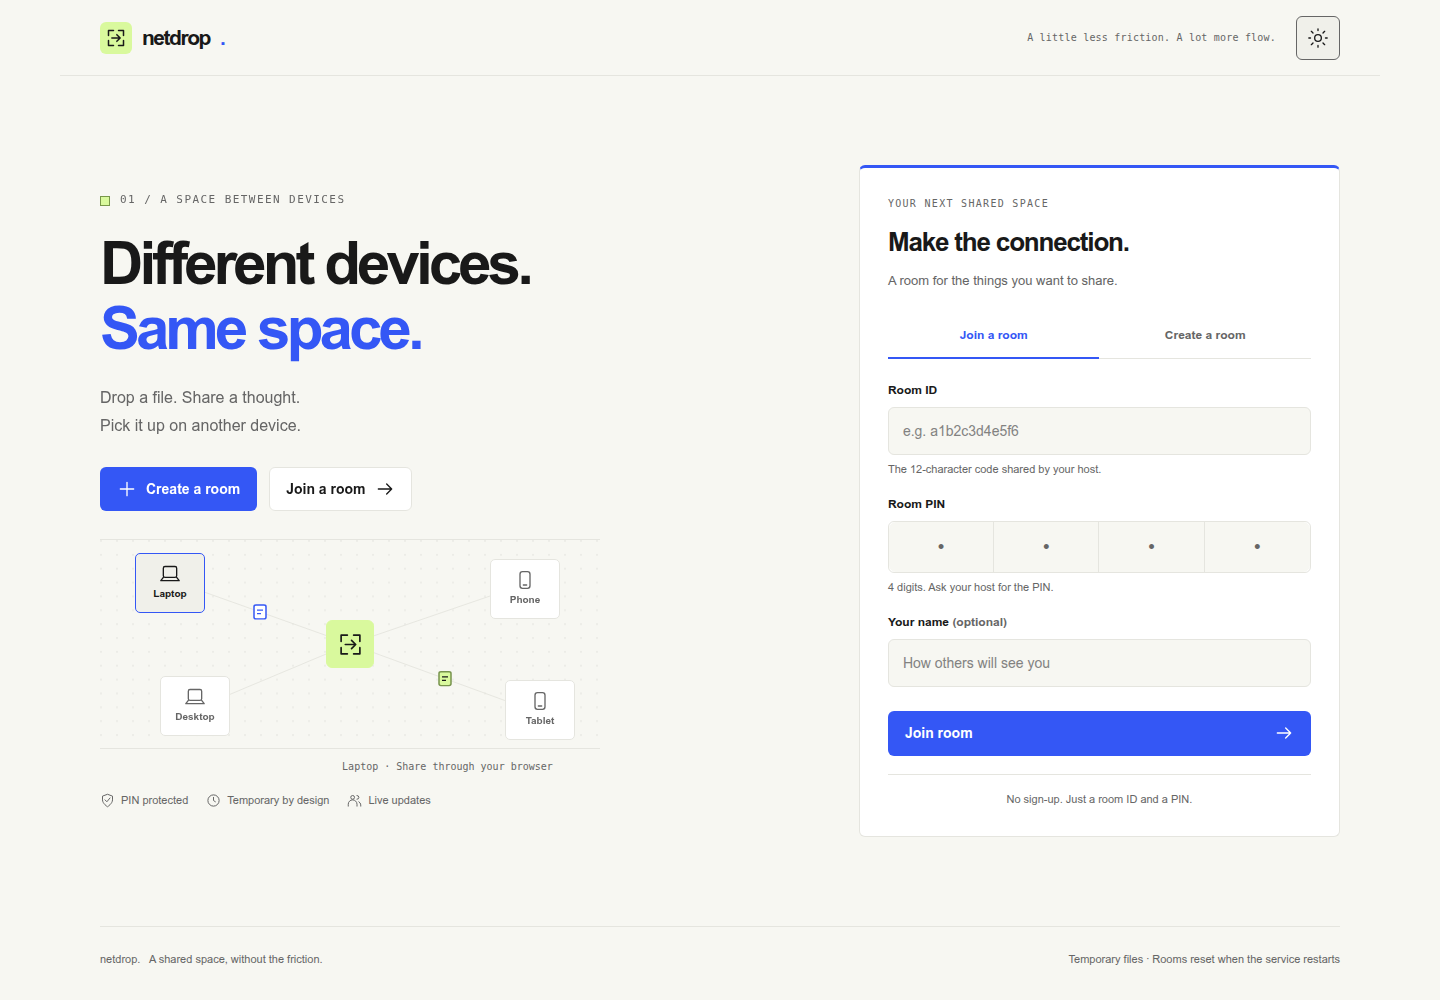 netdrop .
A little less friction. A lot more flow.
01 / A SPACE BETWEEN DEVICES
Different devices.
Same space.
Drop a file. Share a thought.
Pick it up on another device.
Create a room
Join a room
Laptop
Phone
Desktop
Tablet
Laptop · Share through your browser
PIN protected
Temporary by design
Live updates
YOUR NEXT SHARED SPACE
Make the connection.
A room for the things you want to share.
Join a room
Create a room
Room ID
e.g. a1b2c3d4e5f6
The 12-character code shared by your host.
Room PIN
• • • •
4 digits. Ask your host for the PIN.
Your name (optional)
How others will see you
Join room
No sign-up. Just a room ID and a PIN.
netdrop. A shared space, without the friction.
Temporary files · Rooms reset when the service restarts